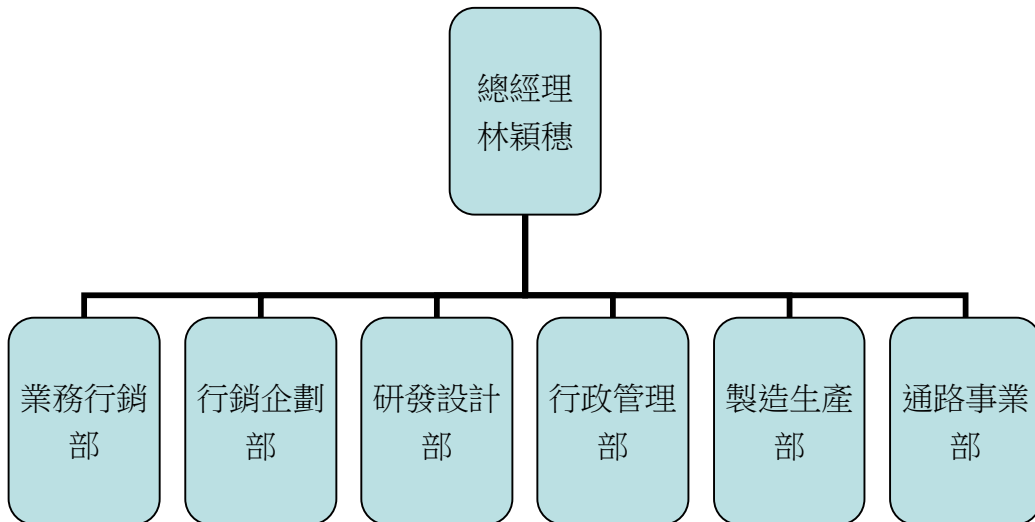 總經理
林穎穗
業務行銷
部
行銷企劃
部
研發設計
部
行政管理
部
製造生產
部
通路事業
部